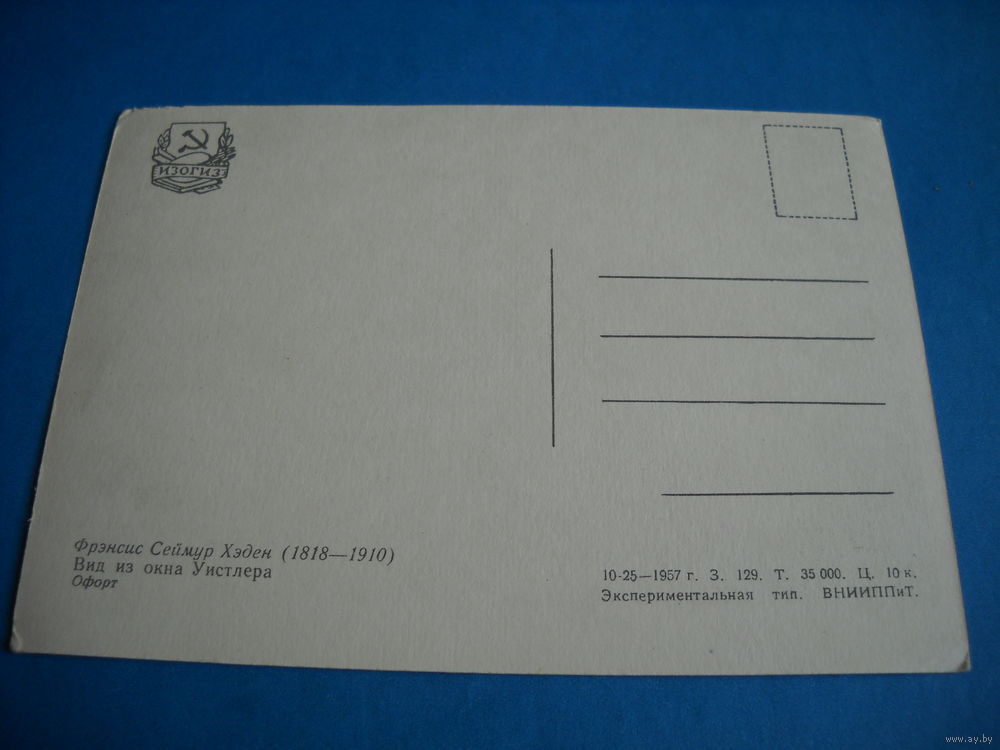 ИЗОГИЗ
Фрэнсис Сеймур Хэден (1818—1910)
Вид из окна Уистлера
Офорт
10-25—1957 г. З. 129. Т. 35 000. Ц. 10 к.
Экспериментальная тип. ВНИИППиТ.
www.ay.by